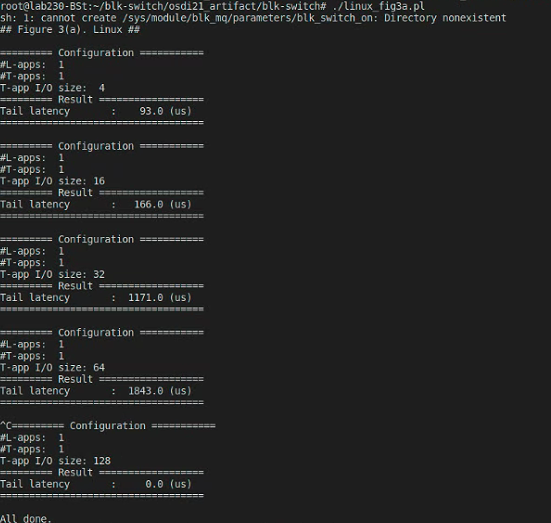 root@lab230-BSt:~/blk-switch/osdi21_artifact/blk-switch# ./linux_fig3a.pl
sh: 1: cannot create /sys/module/blk_mq/parameters/blk_switch_on: Directory nonexistent
## Figure 3(a). Linux ##

========= Configuration ===========
#L-apps:  1
#T-apps:  1
T-app I/O size:  4
========= Result ==================
Tail latency       :    93.0 (us)
===================================

========= Configuration ===========
#L-apps:  1
#T-apps:  1
T-app I/O size: 16
========= Result ==================
Tail latency       :   166.0 (us)
===================================

========= Configuration ===========
#L-apps:  1
#T-apps:  1
T-app I/O size: 32
========= Result ==================
Tail latency       :  1171.0 (us)
===================================

========= Configuration ===========
#L-apps:  1
#T-apps:  1
T-app I/O size: 64
========= Result ==================
Tail latency       :  1843.0 (us)
===================================

^C========= Configuration ===========
#L-apps:  1
#T-apps:  1
T-app I/O size: 128
========= Result ==================
Tail latency       :     0.0 (us)
===================================

All done.